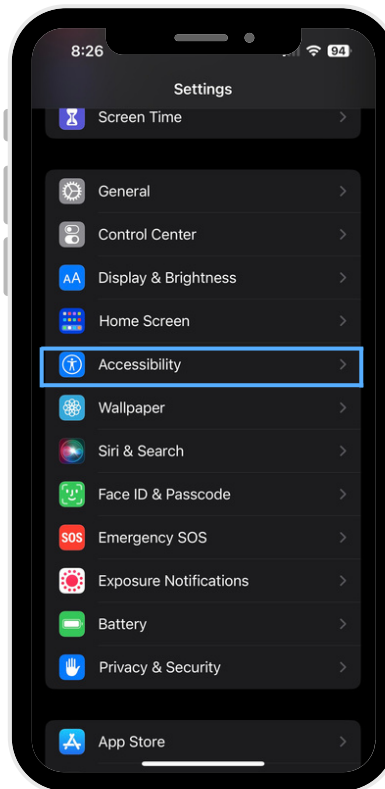 8:26
94
Settings
Screen Time
General
Control Center
AA Display & Brightness
Home Screen
Accessibility
Wallpaper
Siri & Search
Face ID & Passcode
SOS Emergency SOS
Exposure Notifications
Battery
Privacy & Security
App Store